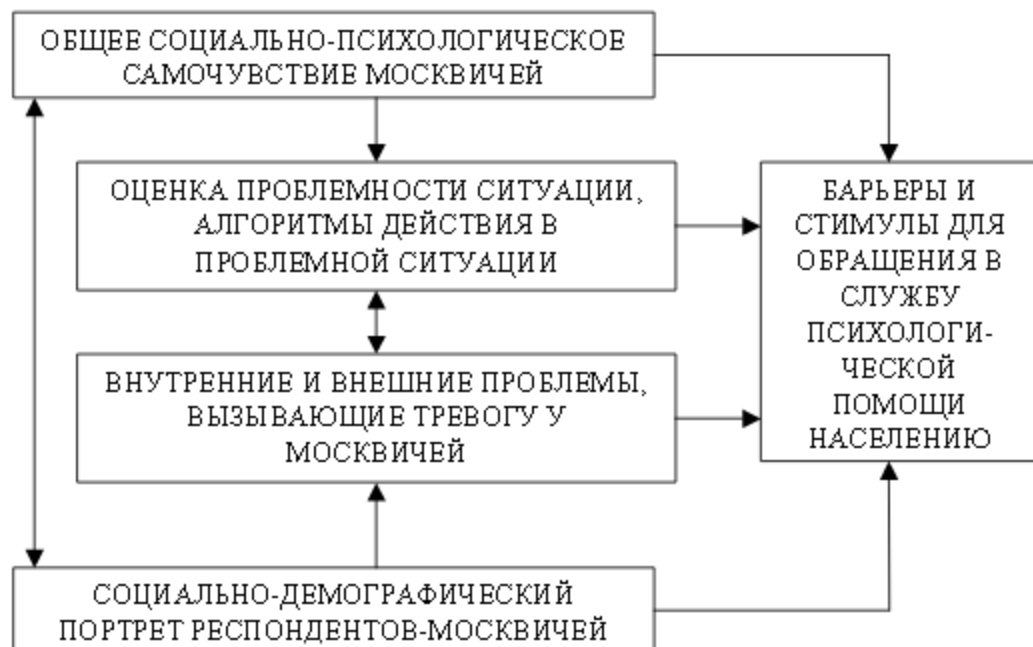 ОБЩЕЕ СОЦИАЛЬНО-ПСИХОЛОГИЧЕСКОЕ
САМОЧУВСТВИЕ МОСКВИЧЕЙ
ОЦЕНКА ПРОБЛЕМНОСТИ СИТУАЦИИ,
АЛГОРИТМЫ ДЕЙСТВИЯ В
ПРОБЛЕМНОЙ СИТУАЦИИ
БАРЬЕРЫ И
СТИМУЛЫ ДЛЯ
ОБРАЩЕНИЯ В
СЛУЖБУ
ПСИХОЛОГИ-
ЧЕСКОЙ
ПОМОЩИ
НАСЕЛЕНИЮ
ВНУТРЕННИЕ И ВНЕШНИЕ ПРОБЛЕМЫ,
ВЫЗЫВАЮЩИЕ ТРЕВОГУ У
МОСКВИЧЕЙ
СОЦИАЛЬНО-ДЕМОГРАФИЧЕСКИЙ
ПОРТРЕТ РЕСПОНДЕНТОВ-МОСКВИЧЕЙ